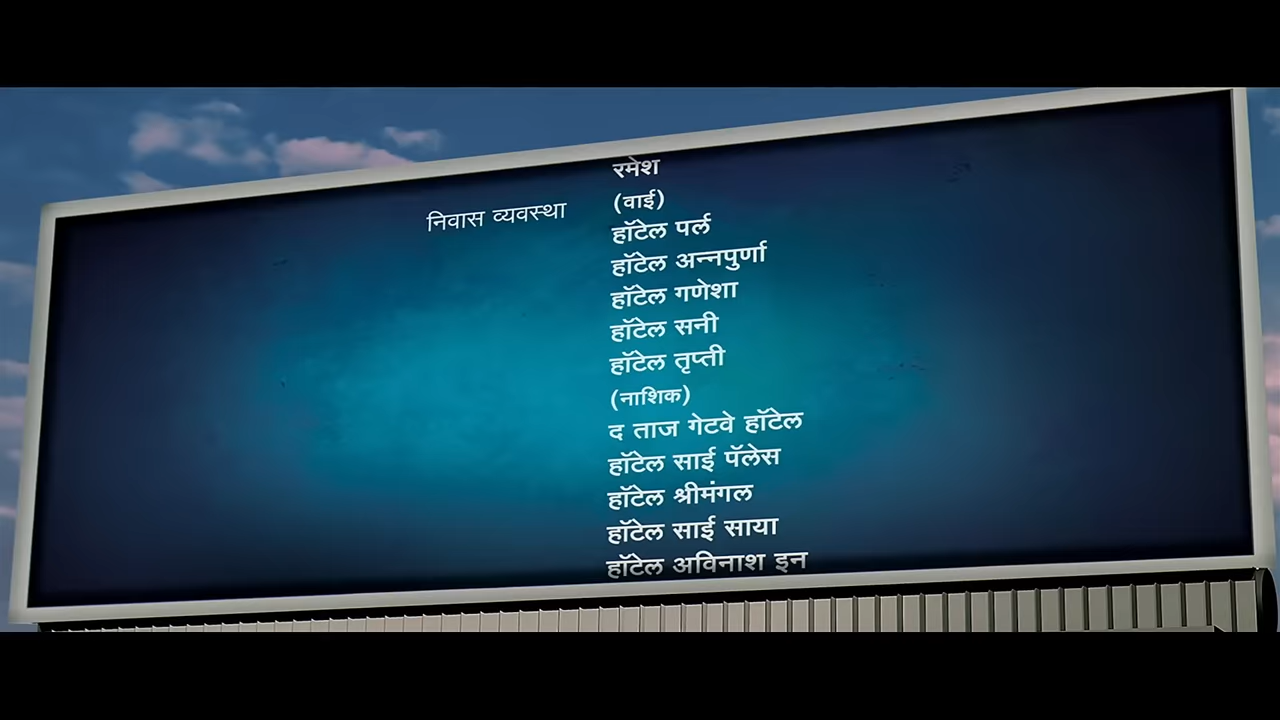 रमेश
निवास व्यवस्था (वाई)
हॉटेल पर्ल
हॉटेल अन्नपुर्णा
हॉटेल गणेशा
हॉटेल सनी
हॉटेल तृप्ती
(नाशिक)
द ताज गेटवे हॉटेल
हॉटेल साई पॅलेस
हॉटेल श्रीमंगल
हॉटेल साई साया
हॉटेल अविनाश इन